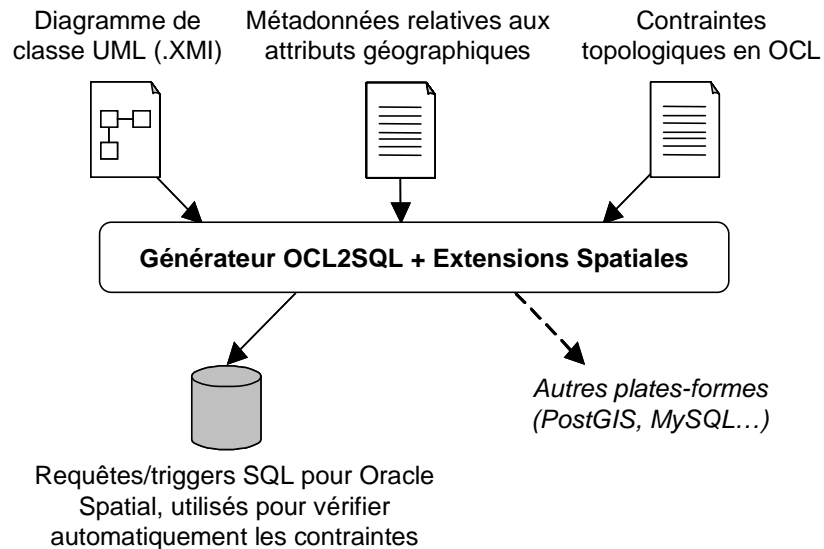 Diagramme de
classe UML (.XMI)
Métadonnées relatives aux
attributs géographiques
Contraintes
topologiques en OCL
Générateur OCL2SQL + Extensions Spatiales
Autres plates-formes
(PostGIS, MySQL…)
Requêtes/triggers SQL pour Oracle
Spatial, utilisés pour vérifier
automatiquement les contraintes